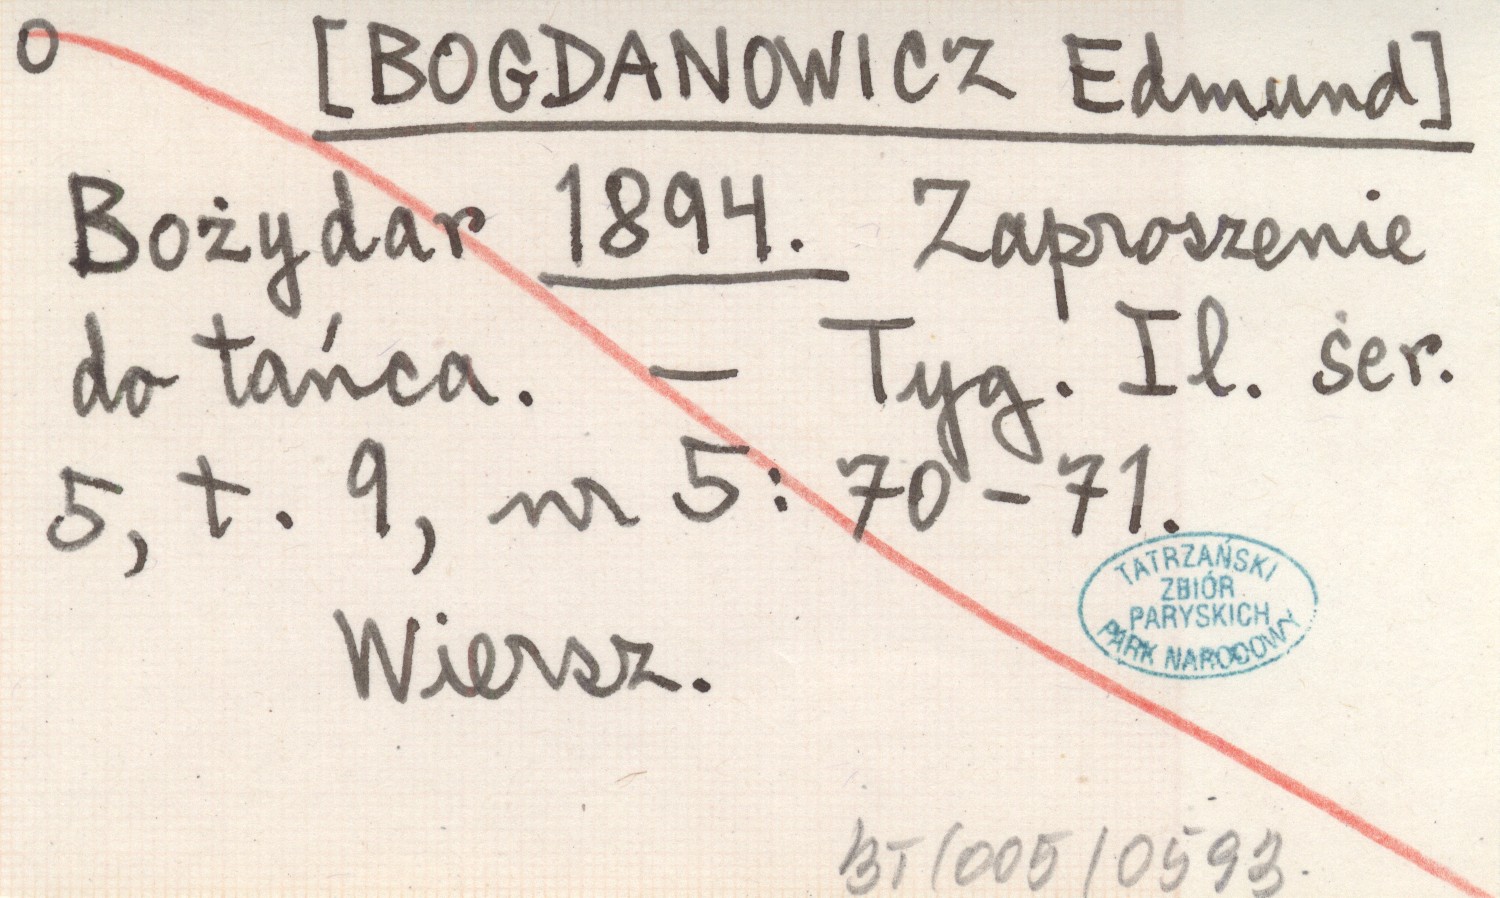 O [BOGDANOWICZ Edmund]
Bożydar 1894. Zaproszenie
do tańca. — Tyg. Il. ser.
5, t. 9, nr 5: 70-71.
Wiersz.
TATRZAŃSKI
ZBIÓR
PARYSKICH
PARK NARODOWY
BT/005/0593.